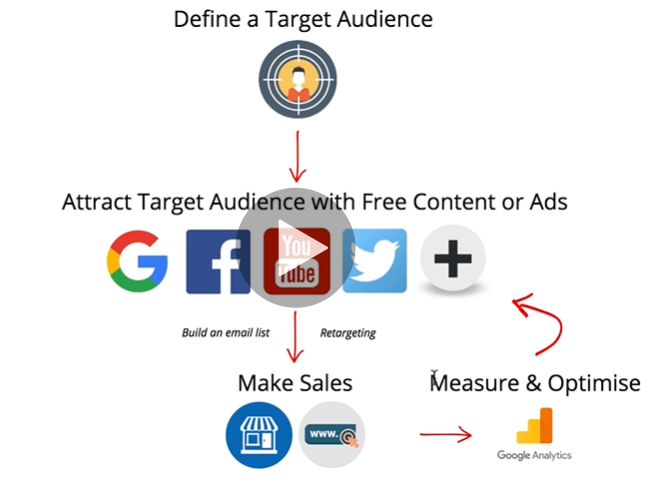 Define a Target Audience
Attract Target Audience with Free Content or Ads
You
Tube
Build an email list
Retargeting
Make Sales
Measure & Optimise
www.
Google Analytics